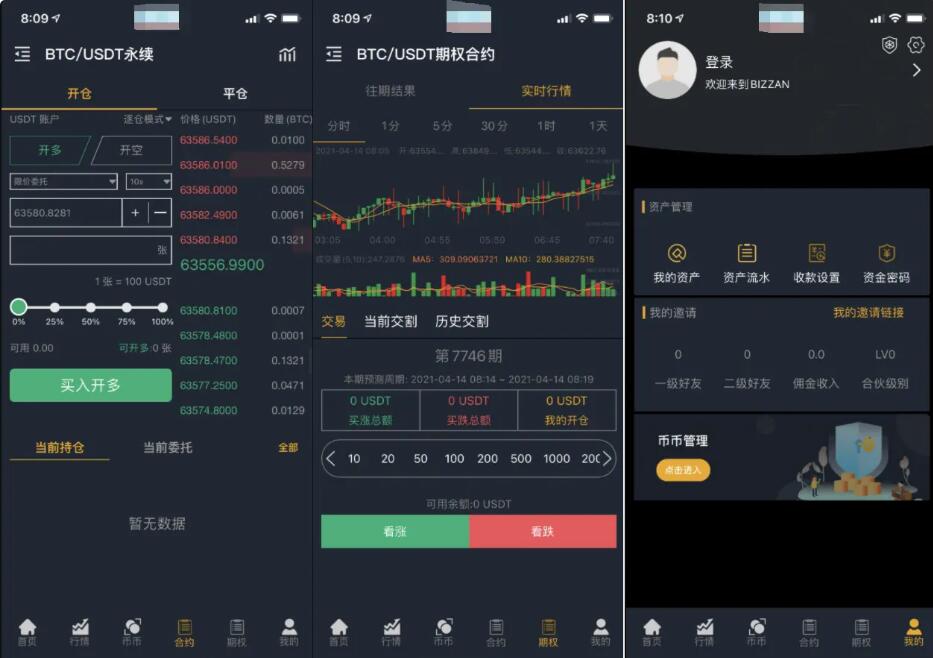 8:09
BTC/USDT永续
开仓
平仓
USDT 账户
逐仓模式
价格(USDT)
数量(BTC)
开多
开空
限价委托
10x
63580.8281
+
—
张
1 张 = 100 USDT
0%
25%
50%
75%
100%
可用 0.00
可开多:0 张
买入开多
63586.5400 0.0100
63586.0100 0.5279
63586.0000 0.0005
63582.4900 0.0061
63580.8400 0.1321
63556.9900
63580.8100 0.0007
63578.4800 0.0001
63578.4700 0.1321
63577.2500 0.0471
63574.8000 0.0129
当前持仓
当前委托
全部
暂无数据
首页
行情
币币
合约
期权
我的
8:09
BTC/USDT期权合约
往期结果
实时行情
分时
1分
5分
30分
1时
1天
2021-04-14 08:05
收:63622.76
03:05
04:00
04:55
05:50
06:45
07:40
成交量(5,10):247.2876 MA5: 309.09063721 MA10: 280.38827515
交易
当前交割
历史交割
第7746期
本期预测周期: 2021-04-14 08:14 ~ 2021-04-14 08:19
0 USDT
买涨总额
0 USDT
买跌总额
0 USDT
我的开仓
10
20
50
100
200
500
1000
可用余额:0 USDT
看涨
看跌
首页
行情
币币
合约
期权
我的
8:10
登录
欢迎来到BIZZAN
资产管理
我的资产
资产流水
收款设置
资金密码
我的邀请
我的邀请链接
0
0
0.0
LV0
一级好友
二级好友
佣金收入
合伙级别
币币管理
点击进入
首页
行情
币币
合约
期权
我的